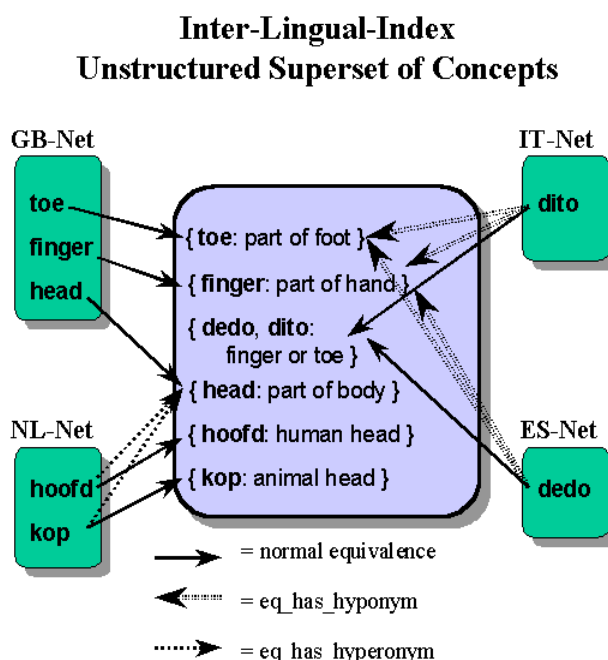 Inter-Lingual-Index
Unstructured Superset of Concepts
GB-Net
toe
finger
head
IT-Net
dito
{ toe: part of foot }
{ finger: part of hand }
{ dedo, dito:
finger or toe }
{ head: part of body }
{ hoofd: human head }
{ kop: animal head }
NL-Net
hoofd
kop
ES-Net
dedo
= normal equivalence
= eq_has_hyponym
= eq_has_hyperonym